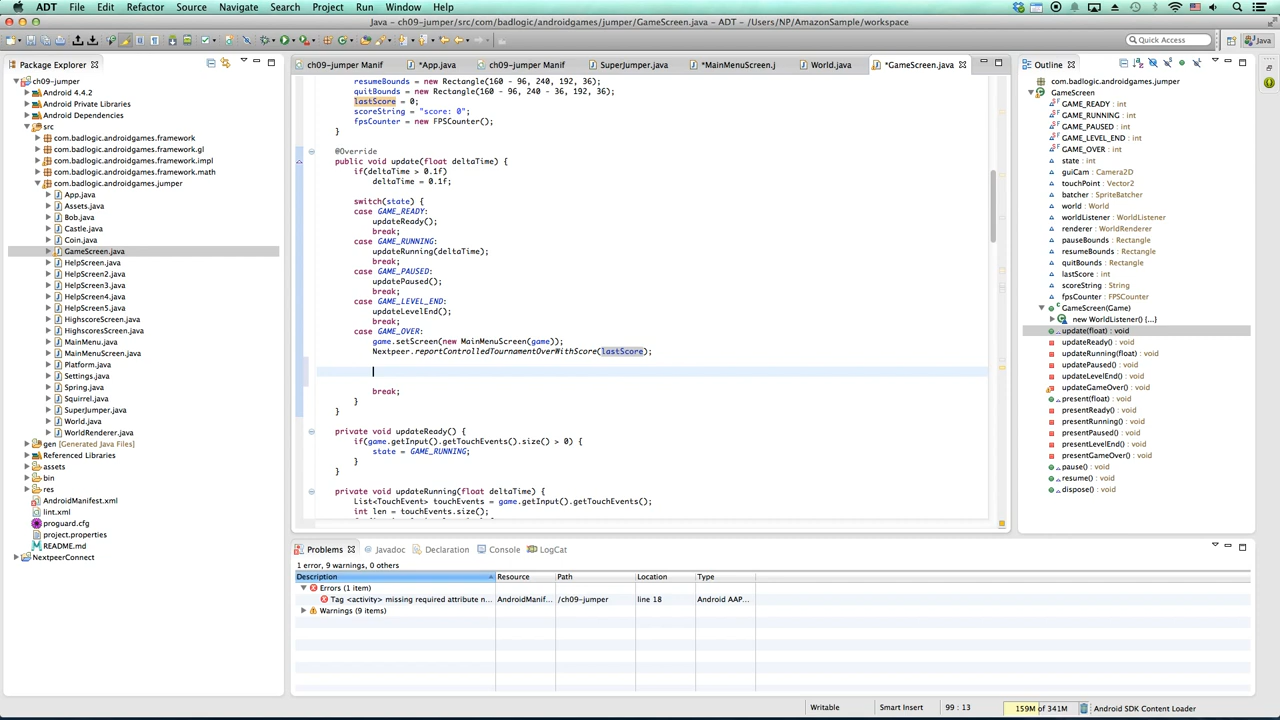 ADT File Edit Refactor Source Navigate Search Project Run Window Help
Java - ch09-jumper/src/com/badlogic/androidgames/jumper/GameScreen.java - ADT - /Users/NP/AmazonSample/workspace
Quick Access
Java
Package Explorer
ch09-jumper
Android 4.4.2
Android Private Libraries
Android Dependencies
src
com.badlogic.androidgames.framework
com.badlogic.androidgames.framework.gl
com.badlogic.androidgames.framework.impl
com.badlogic.androidgames.framework.math
com.badlogic.androidgames.jumper
App.java
Assets.java
Bob.java
Castle.java
Coin.java
GameScreen.java
HelpScreen.java
HelpScreen2.java
HelpScreen3.java
HelpScreen4.java
HelpScreen5.java
HighscoreScreen.java
HighscoresScreen.java
MainMenu.java
MainMenuScreen.java
Platform.java
Settings.java
Spring.java
Squirrel.java
SuperJumper.java
World.java
WorldRenderer.java
gen [Generated Java Files]
Referenced Libraries
assets
bin
res
AndroidManifest.xml
lint.xml
proguard.cfg
project.properties
README.md
NextpeerConnect
ch09-jumper Manif *App.java ch09-jumper Manif SuperJumper.java *MainMenuScreen.j World.java *GameScreen.java
resumeBounds = new Rectangle(160 - 96, 240, 192, 36);
quitBounds = new Rectangle(160 - 96, 240 - 36, 192, 36);
lastScore = 0;
scoreString = "score: 0";
fpsCounter = new FPSCounter();
}
@Override
public void update(float deltaTime) {
if(deltaTime > 0.1f)
deltaTime = 0.1f;
switch(state) {
case GAME_READY:
updateReady();
break;
case GAME_RUNNING:
updateRunning(deltaTime);
break;
case GAME_PAUSED:
updatePaused();
break;
case GAME_LEVEL_END:
updateLevelEnd();
break;
case GAME_OVER:
game.setScreen(new MainMenuScreen(game));
Nextpeer.reportControlledTournamentOverWithScore(lastScore);
break;
}
}
private void updateReady() {
if(game.getInput().getTouchEvents().size() > 0) {
state = GAME_RUNNING;
}
}
private void updateRunning(float deltaTime) {
List<TouchEvent> touchEvents = game.getInput().getTouchEvents();
int len = touchEvents.size();
Outline
com.badlogic.androidgames.jumper
GameScreen
GAME_READY : int
GAME_RUNNING : int
GAME_PAUSED : int
GAME_LEVEL_END : int
GAME_OVER : int
state : int
guiCam : Camera2D
touchPoint : Vector2
batcher : SpriteBatcher
world : World
worldListener : WorldListener
renderer : WorldRenderer
pauseBounds : Rectangle
resumeBounds : Rectangle
quitBounds : Rectangle
lastScore : int
scoreString : String
fpsCounter : FPSCounter
GameScreen(Game)
new WorldListener() {...}
update(float) : void
updateReady() : void
updateRunning(float) : void
updatePaused() : void
updateLevelEnd() : void
updateGameOver() : void
present(float) : void
presentReady() : void
presentRunning() : void
presentPaused() : void
presentLevelEnd() : void
presentGameOver() : void
pause() : void
resume() : void
dispose() : void
Problems Javadoc Declaration Console LogCat
1 error, 9 warnings, 0 others
Description Resource Path Location Type
Errors (1 item)
Tag <activity> missing required attribute n... AndroidManif... /ch09-jumper line 18 Android AAP...
Warnings (9 items)
Writable Smart Insert 99 : 13 159M of 341M Android SDK Content Loader